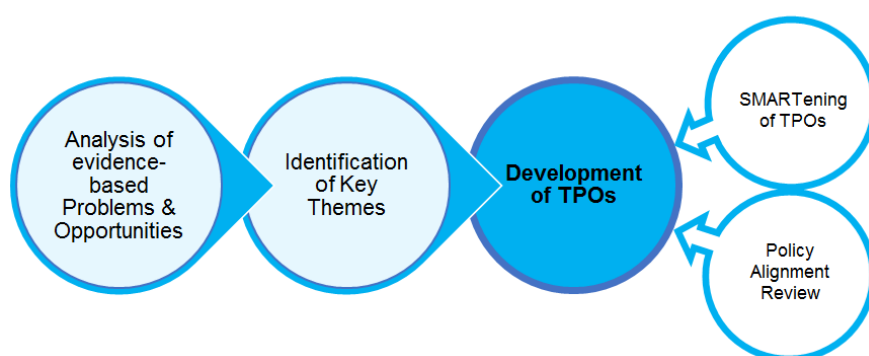 Analysis of
evidence-
based
Problems &
Opportunities
Identification
of Key
Themes
Development
of TPOs
SMARTening
of TPOs
Policy
Alignment
Review